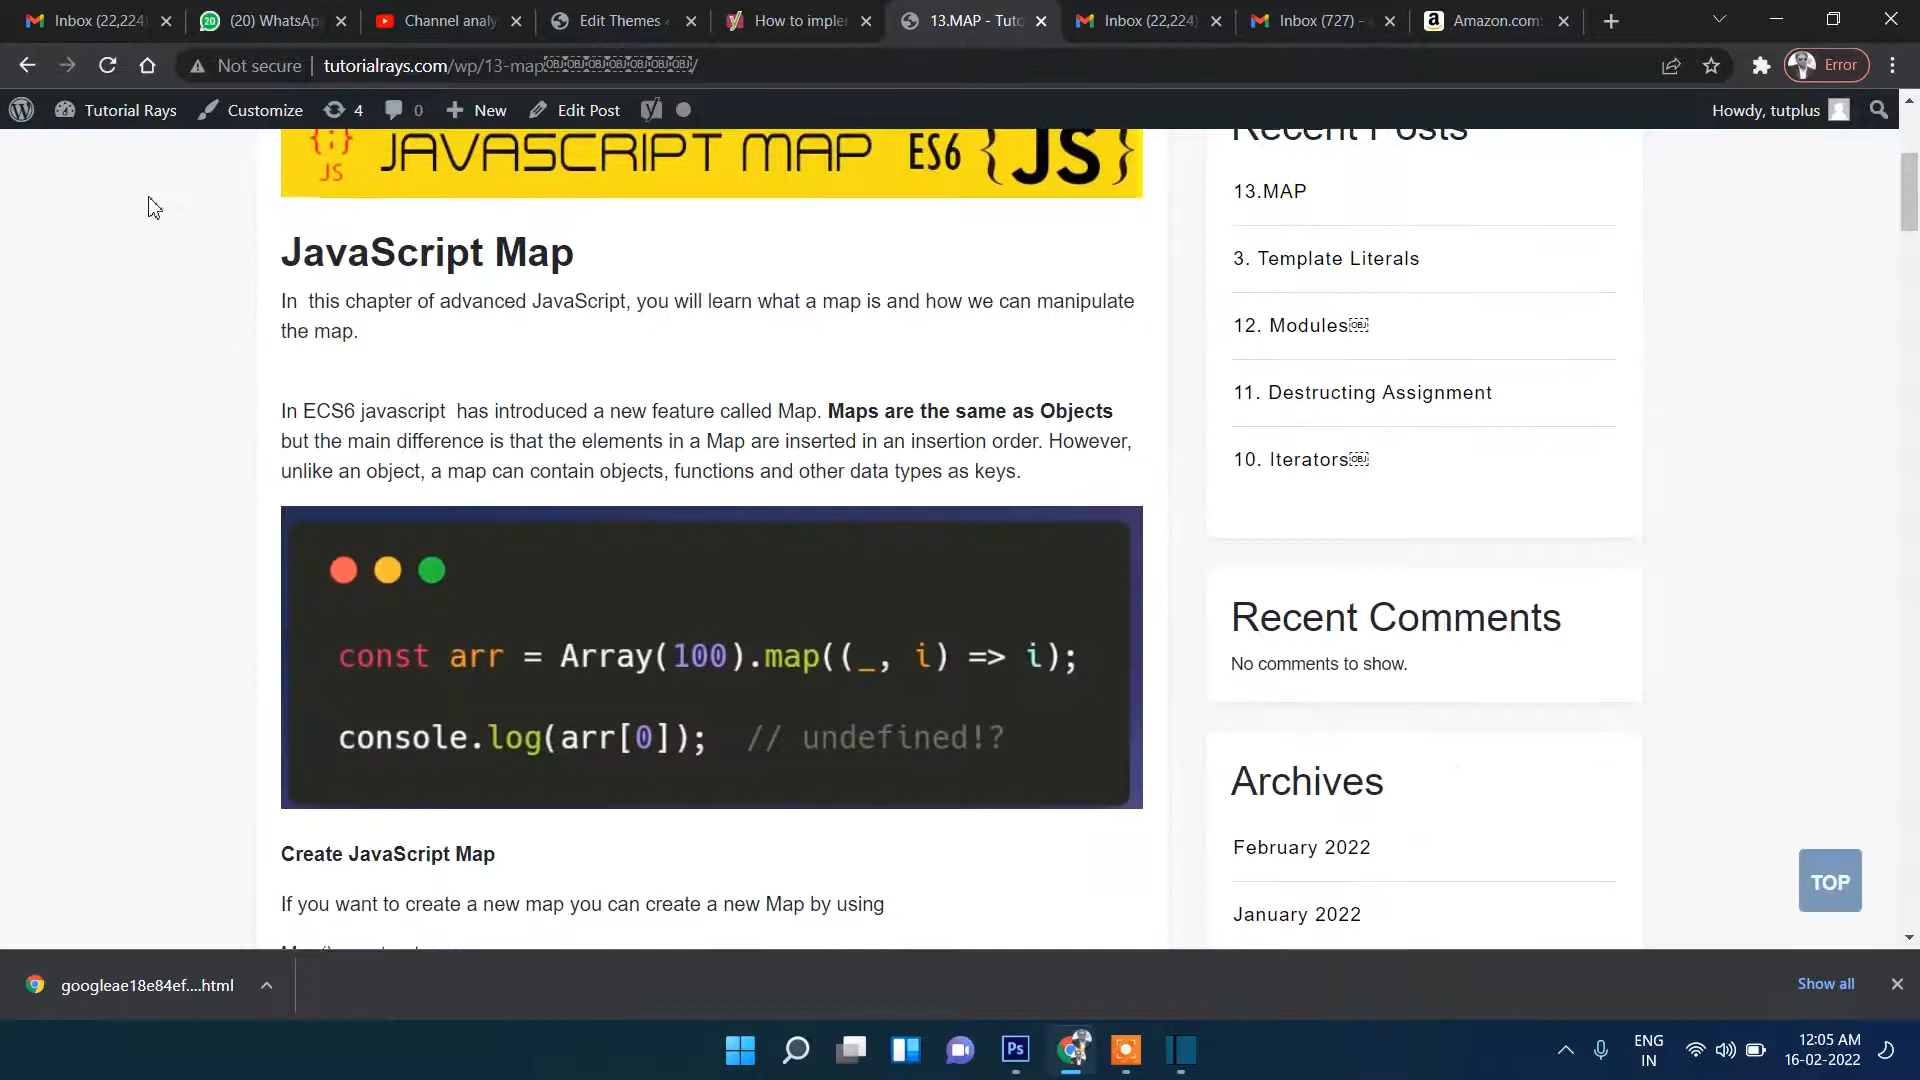 Inbox (22,224)
(20) WhatsAp
Channel analy
Edit Themes
How to imple
13.MAP - Tuto
Inbox (22,224)
Inbox (727) -
Amazon.com
Not secure
tutorialrays.com/wp/13-map￼￼￼￼￼￼￼/
Error
Tutorial Rays
Customize
4
0
New
Edit Post
Howdy, tutplus
{;}
JS
JAVASCRIPT MAP ES6 {JS}
JavaScript Map
In this chapter of advanced JavaScript, you will learn what a map is and how we can manipulate
the map.
In ECS6 javascript has introduced a new feature called Map. Maps are the same as Objects
but the main difference is that the elements in a Map are inserted in an insertion order. However,
unlike an object, a map can contain objects, functions and other data types as keys.
const arr = Array(100).map((_, i) => i);
console.log(arr[0]); // undefined!?
Create JavaScript Map
If you want to create a new map you can create a new Map by using
Recent Posts
13.MAP
3. Template Literals
12. Modules￼
11. Destructing Assignment
10. Iterators￼
Recent Comments
No comments to show.
Archives
February 2022
January 2022
TOP
googleae18e84ef....html
Show all
Ps
ENG
IN
12:05 AM
16-02-2022